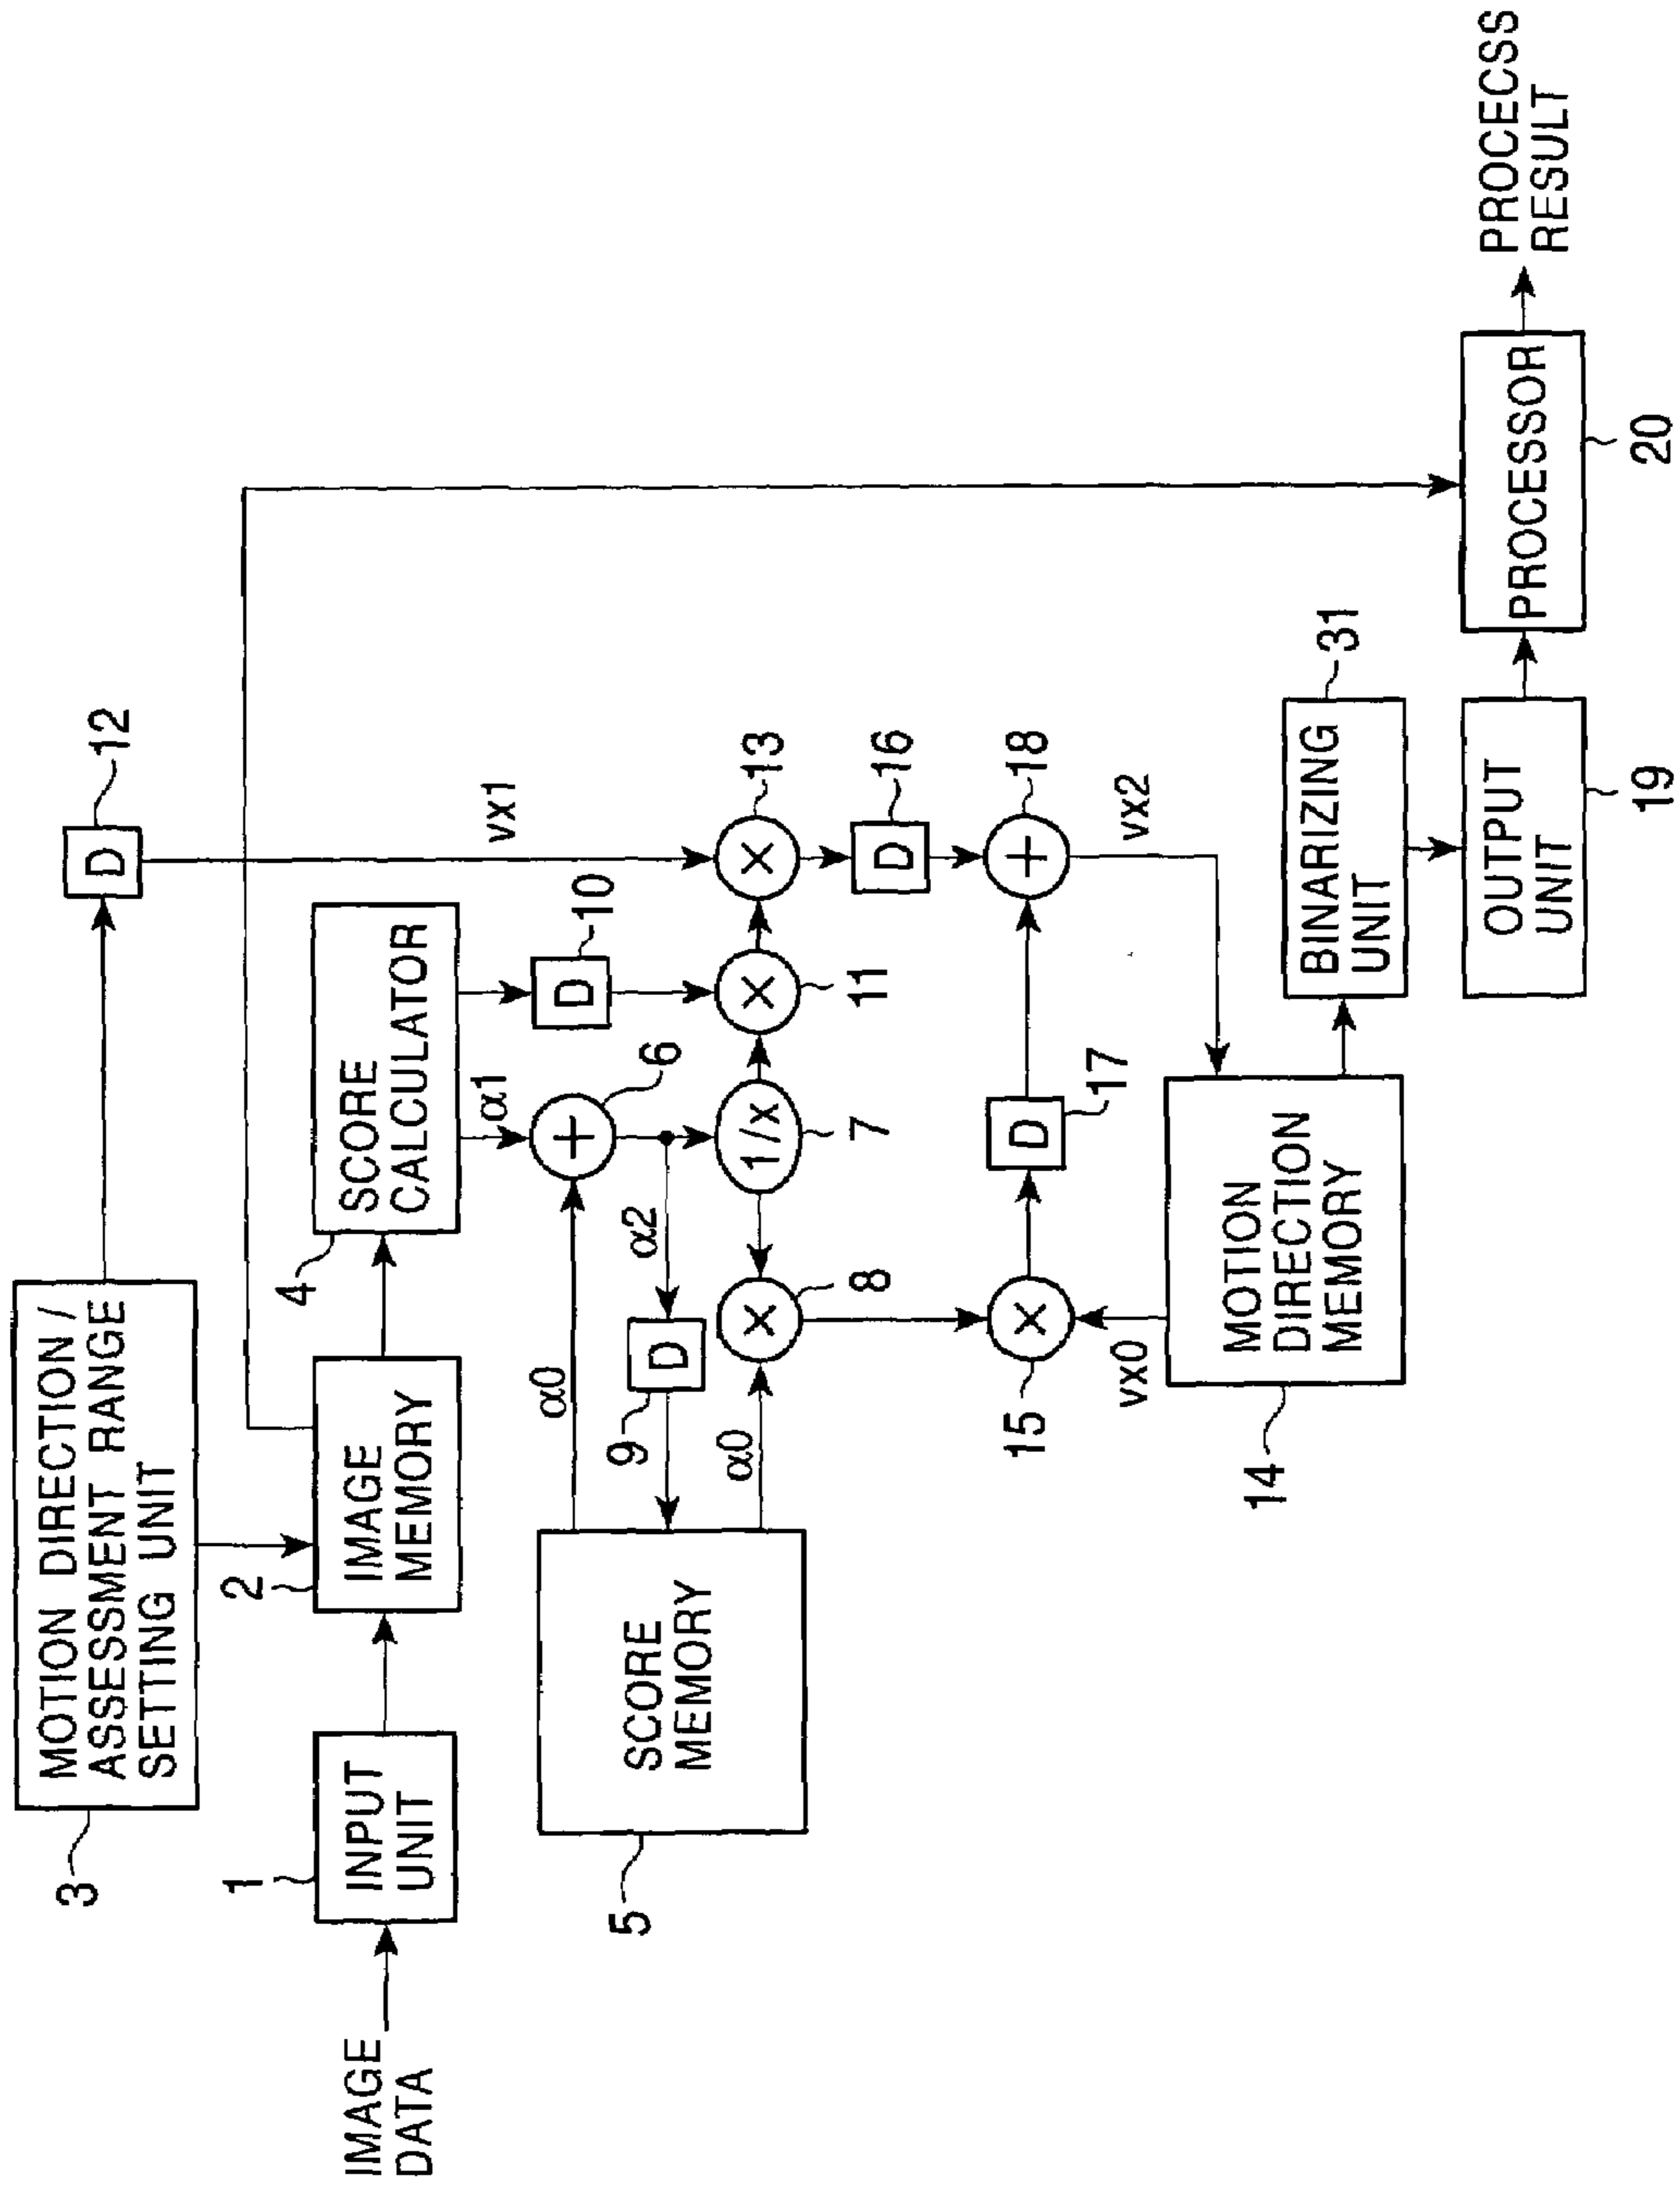 12
D
MOTION DIRECTION /
ASSESSMENT RANGE
SETTING UNIT
3
vx1
IMAGE
DATA
1
INPUT
UNIT
2
IMAGE
MEMORY
4
SCORE
CALCULATOR
α1
10
D
α0
+
6
5
SCORE
MEMORY
α2
9
D
α0
1/x
7
×
8
×
11
×
13
D
16
15
×
D
17
+
18
vx0
vx2
14
MOTION
DIRECTION
MEMORY
BINARIZING
UNIT
31
OUTPUT
UNIT
19
PROCESSOR
20
PROCECSS
RESULT